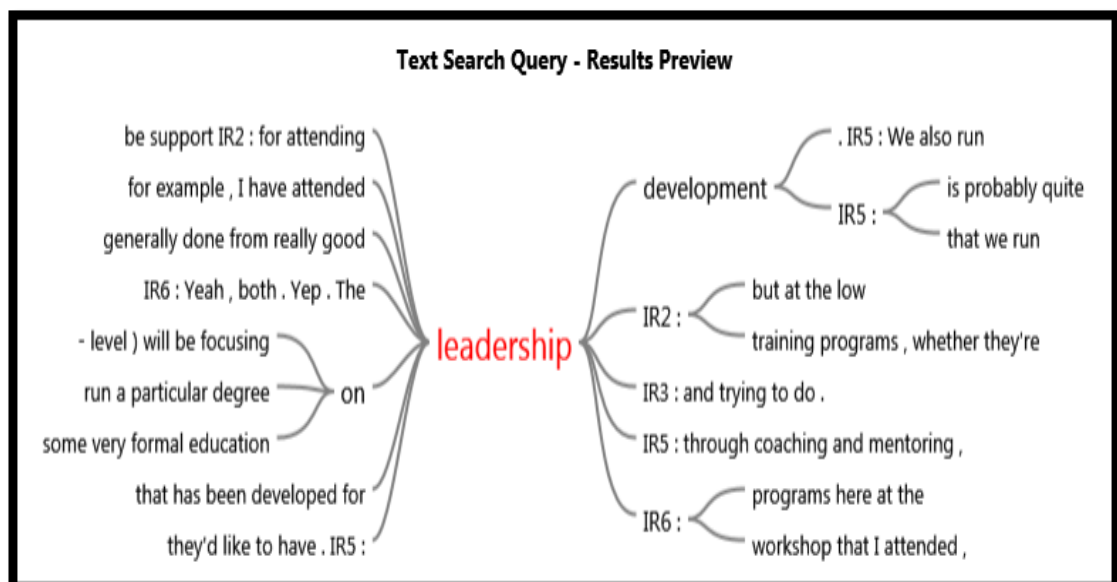 Text Search Query - Results Preview
be support IR2 : for attending
for example , I have attended
generally done from really good
IR6 : Yeah , both . Yep . The
- level ) will be focusing
run a particular degree
some very formal education
on
that has been developed for
they'd like to have . IR5 :
leadership
development
. IR5 : We also run
IR5 :
is probably quite
that we run
IR2 :
but at the low
training programs , whether they're
IR3 : and trying to do .
IR5 : through coaching and mentoring ,
IR6 :
programs here at the
workshop that I attended ,